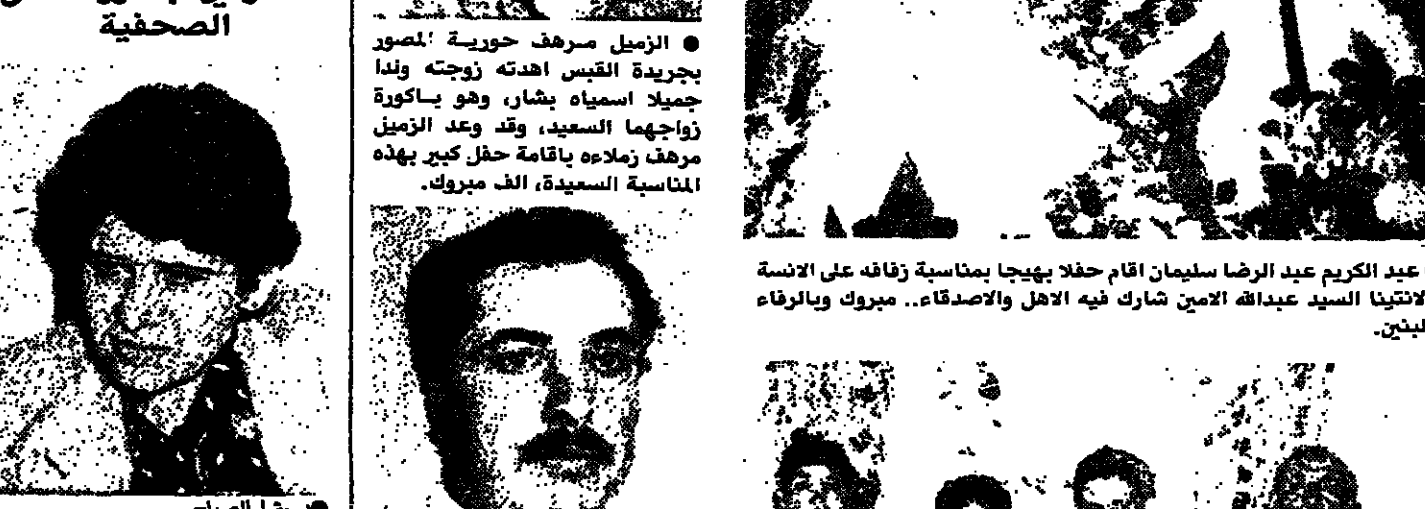 عبد الكريم عبد الرضا سليمان اقام حفلا بهيجا بمناسبة زفافه على الانسة
لانتينا السيد عبدالله الامين شارك فيه الاهل والاصدقاء.. مبروك وبالرفاء
لبنين.
● الزميل مرهف حورية المصور
بجريدة القبس اهدته زوجته ولدا
جميلا اسمياه بشار، وهو باكورة
زواجهما السعيد، وقد وعد الزميل
مرهف زملاءه باقامة حفل كبير بهذه
المناسبة السعيدة، الف مبروك.
الصحفية